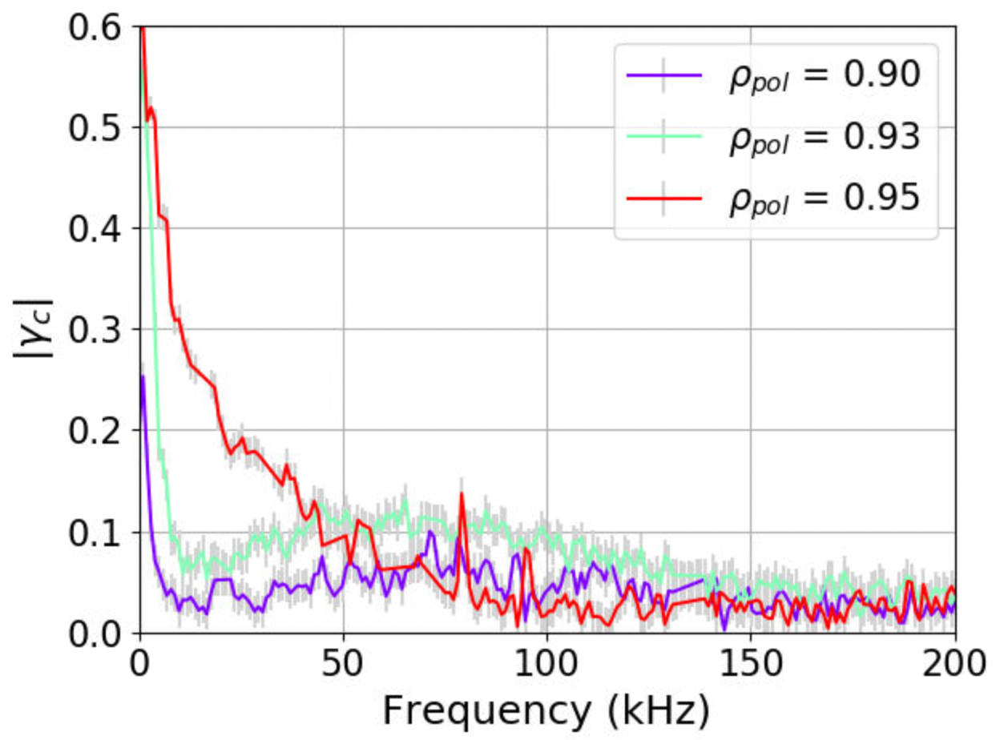 0.6
0.5
0.4
0.3
0.2
0.1
0.0
|γc|
ρpol = 0.90
ρpol = 0.93
ρpol = 0.95
0 50 100 150 200
Frequency (kHz)